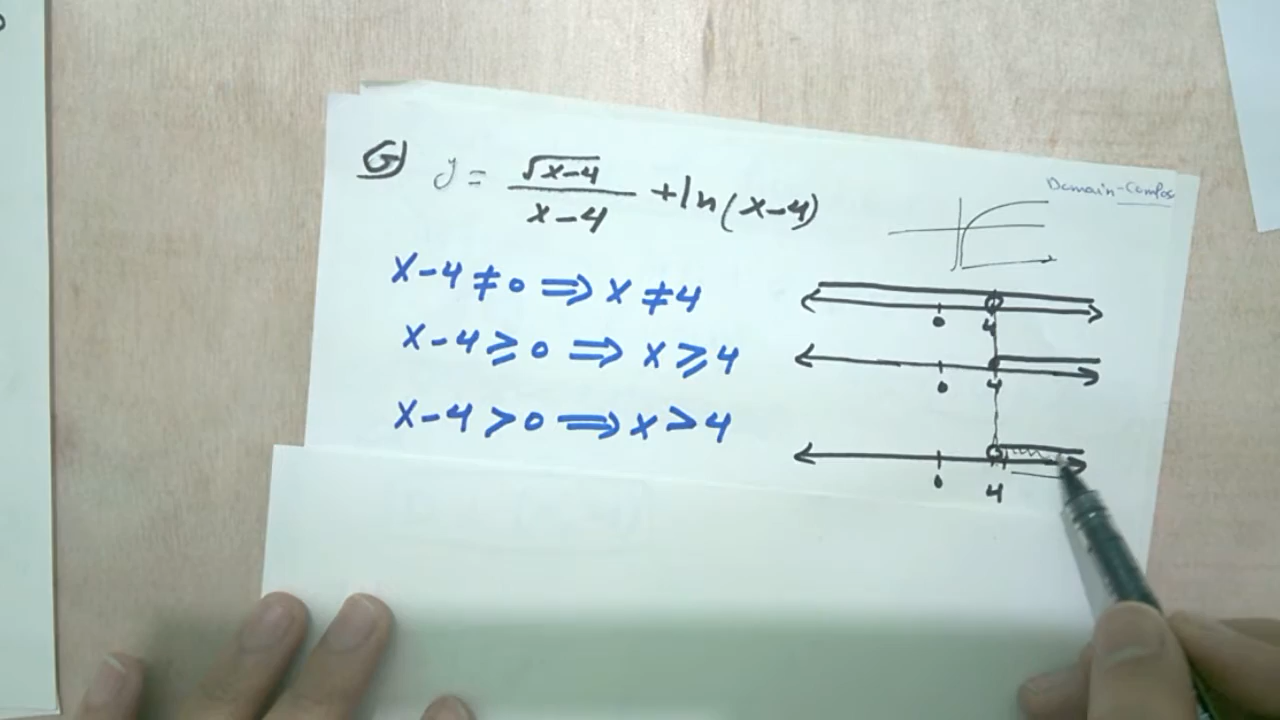 G) y = √x-4 / x-4 + ln(x-4)
Domain-Compos
x-4 ≠ 0 ⟹ x ≠ 4
0 4
x-4 ≥ 0 ⟹ x ≥ 4
0 4
x-4 > 0 ⟹ x > 4
0 4